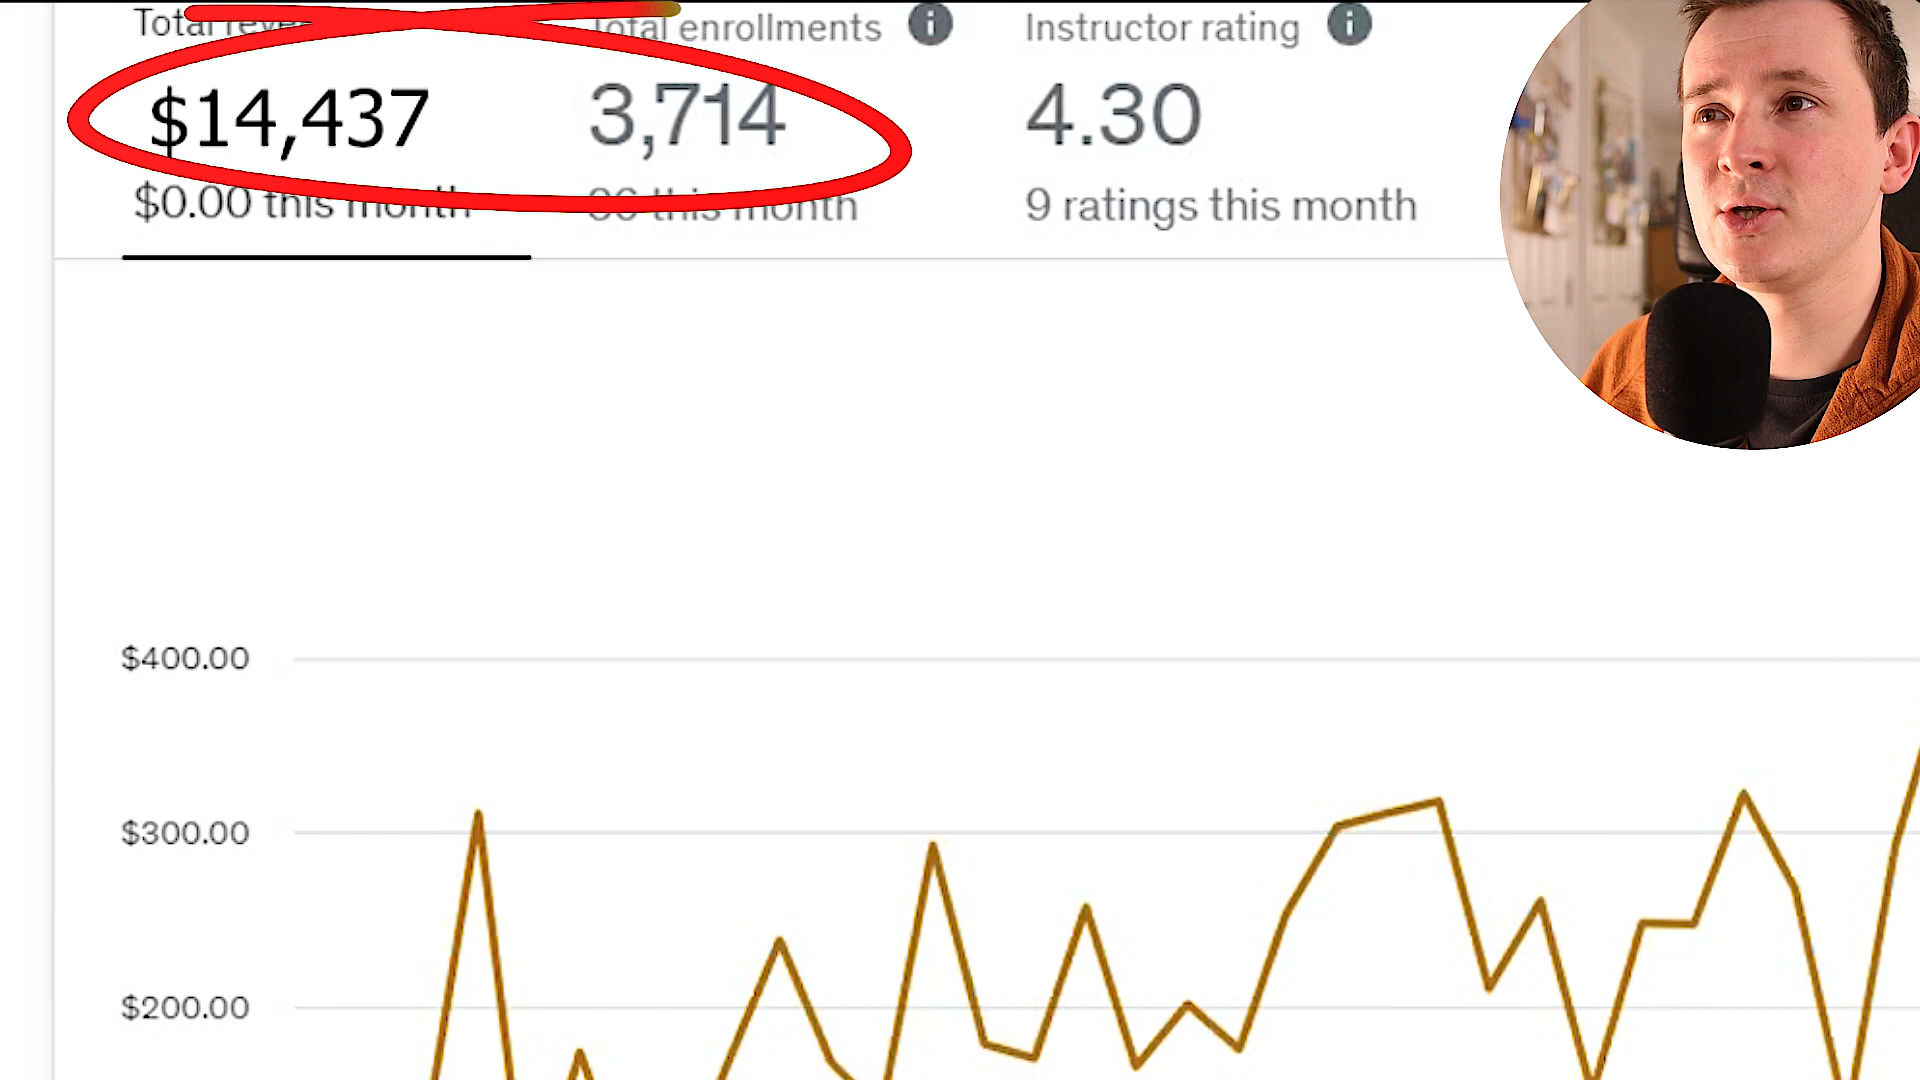 Total enrollments
Instructor rating
$14,437
3,714
4.30
$0.00 this month
this month
9 ratings this month
$400.00
$300.00
$200.00